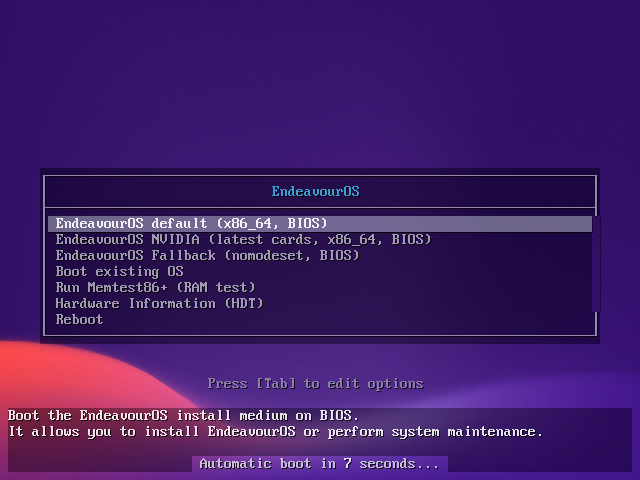 EndeavourOS
EndeavourOS default (x86_64, BIOS)
EndeavourOS NVIDIA (latest cards, x86_64, BIOS)
EndeavourOS Fallback (nomodeset, BIOS)
Boot existing OS
Run Memtest86+ (RAM test)
Hardware Information (HDT)
Reboot
Press [Tab] to edit options
Boot the EndeavourOS install medium on BIOS.
It allows you to install EndeavourOS or perform system maintenance.
Automatic boot in 7 seconds...